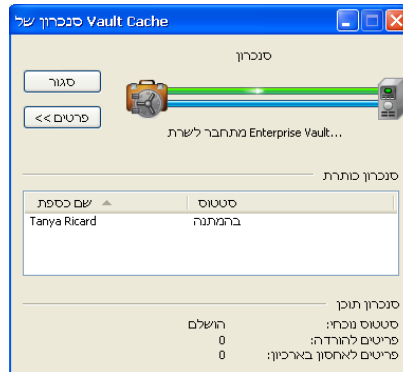 סנכרון של Vault Cache
סנכרון
סגור
פרטים >>
מתחבר לשרת Enterprise Vault...
סנכרון כותרת
שם כספת סטטוס
Tanya Ricard בהמתנה
סנכרון תוכן
סטטוס נוכחי: הושלם
פריטים להורדה: 0
פריטים לאחסון בארכיון: 0